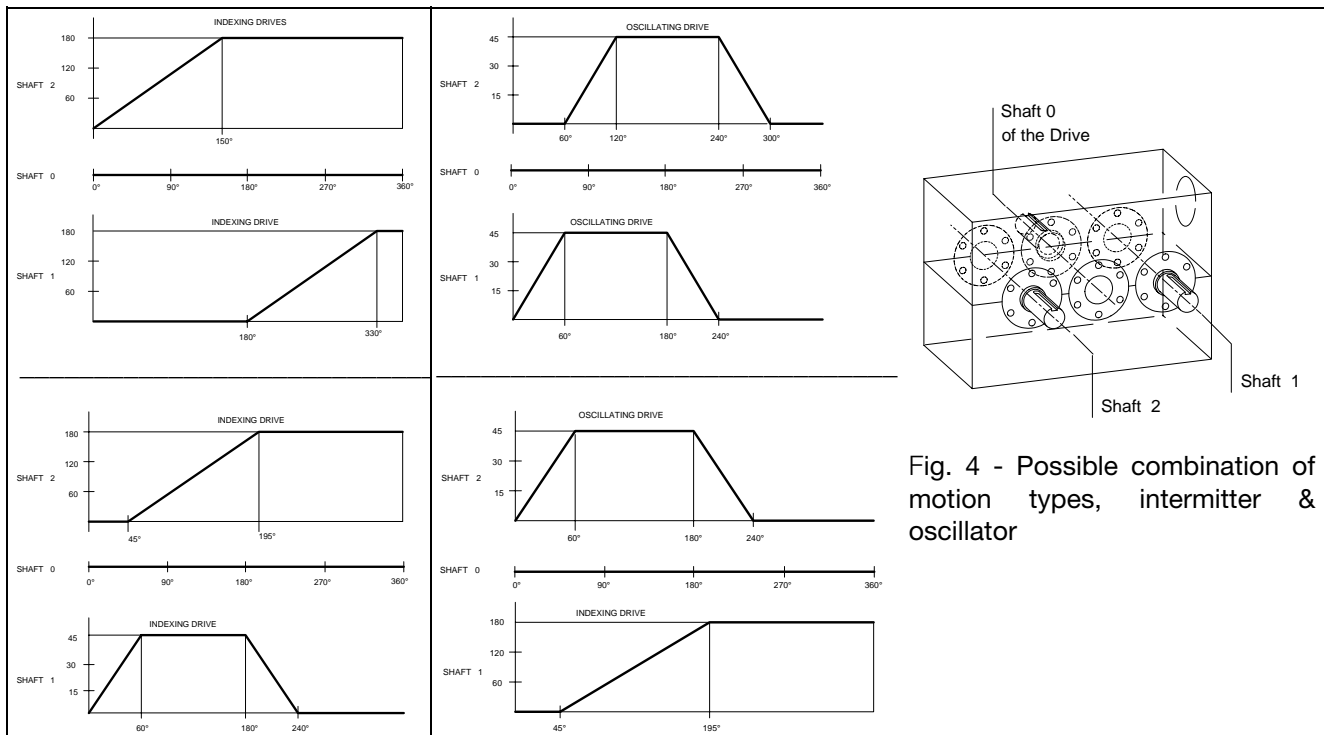 INDEXING DRIVES
180
120
SHAFT 2
60
150°
SHAFT 0
0° 90° 180° 270° 360°
INDEXING DRIVE
180
120
SHAFT 1
60
180° 330°
OSCILLATING DRIVE
45
30
SHAFT 2
15
60° 120° 240° 300°
SHAFT 0
0° 90° 180° 270° 360°
OSCILLATING DRIVE
45
30
SHAFT 1
15
60° 180° 240°
INDEXING DRIVE
180
120
SHAFT 2
60
45° 195°
SHAFT 0
0° 90° 180° 270° 360°
INDEXING DRIVE
45
30
SHAFT 1
15
60° 180° 240°
OSCILLATING DRIVE
45
30
SHAFT 2
15
60° 180° 240°
SHAFT 0
0° 90° 180° 270° 360°
INDEXING DRIVE
180
120
SHAFT 1
60
45° 195°
Shaft 0
of the Drive
Shaft 1
Shaft 2
Fig. 4 - Possible combination of
motion types, intermitter &
oscillator